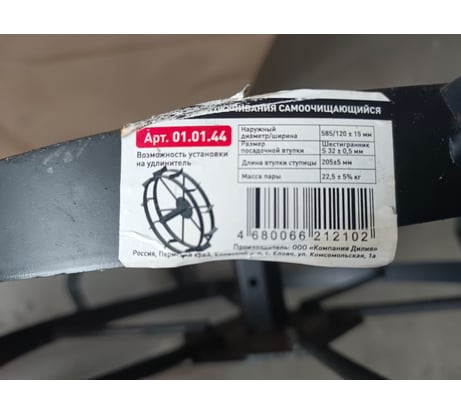 САМООЧИЩАЮЩИЙСЯ
Арт. 01.01.44
Возможность установки
на удлинитель
Наружный
диаметр/ширина
585/120 ± 15 мм
Размер
посадочной втулки
Шестигранник
S 32 ± 0,5 мм
Длина втулки ступицы
205±5 мм
Масса пары
22,5 ± 5% кг
4 680066 212102
Производитель: ООО «Компания Дилия»
Россия, Пермский край, с. Елово, ул. Комсомольская, 1а